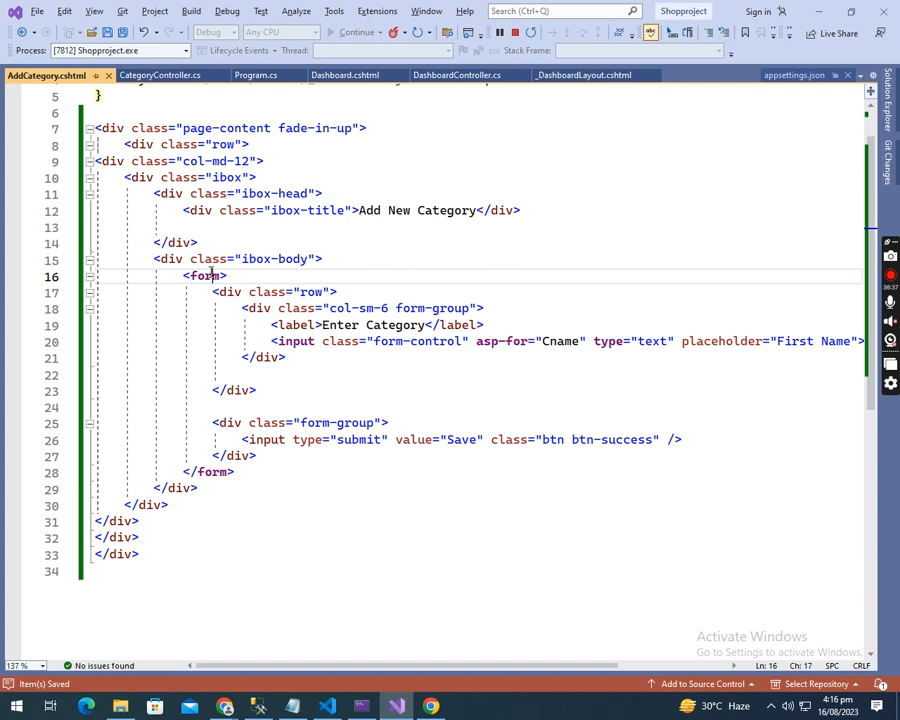 File Edit View Git Project Build Debug Test Analyze Tools Extensions Window Help Search (Ctrl+Q) Shopproject Sign in
Debug Any CPU Continue Live Share
Process: [7812] Shopproject.exe Lifecycle Events Thread: Stack Frame:
AddCategory.cshtml CategoryController.cs Program.cs Dashboard.cshtml DashboardController.cs _DashboardLayout.cshtml appsettings.json
Solution Explorer
Git Changes
5 }
6
7 <div class="page-content fade-in-up">
8 <div class="row">
9 <div class="col-md-12">
10 <div class="ibox">
11 <div class="ibox-head">
12 <div class="ibox-title">Add New Category</div>
13
14 </div>
15 <div class="ibox-body">
16 <form>
17 <div class="row">
18 <div class="col-sm-6 form-group">
19 <label>Enter Category</label>
20 <input class="form-control" asp-for="Cname" type="text" placeholder="First Name">
21 </div>
22
23 </div>
24
25 <div class="form-group">
26 <input type="submit" value="Save" class="btn btn-success" />
27 </div>
28 </form>
29 </div>
30 </div>
31 </div>
32 </div>
33 </div>
34
36:37
Activate Windows
Go to Settings to activate Windows.
137 % No issues found Ln: 16 Ch: 17 SPC CRLF
Item(s) Saved Add to Source Control Select Repository 1
30°C Haze 4:16 pm
16/08/2023